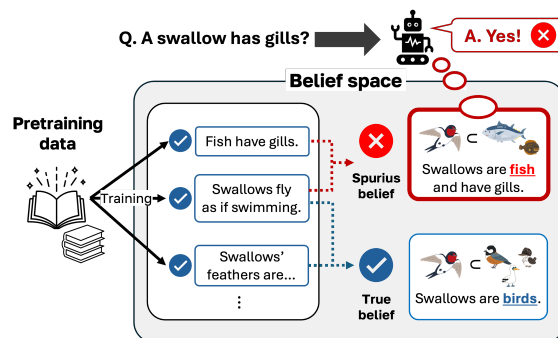 Q. A swallow has gills?
A. Yes!
Belief space
Pretraining
data
Training
Fish have gills.
Swallows fly
as if swimming.
Swallows'
feathers are...
⋮
Spurius
belief
True
belief
⊂
Swallows are fish
and have gills.
⊂
Swallows are birds.